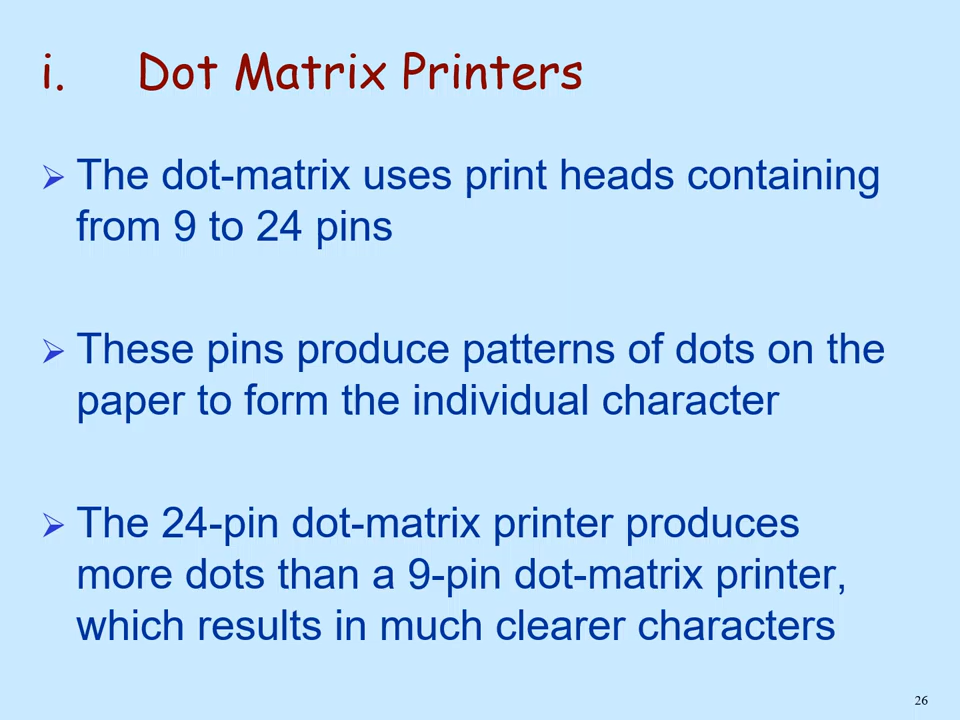 i. Dot Matrix Printers
➢ The dot-matrix uses print heads containing
from 9 to 24 pins
➢ These pins produce patterns of dots on the
paper to form the individual character
➢ The 24-pin dot-matrix printer produces
more dots than a 9-pin dot-matrix printer,
which results in much clearer characters
26